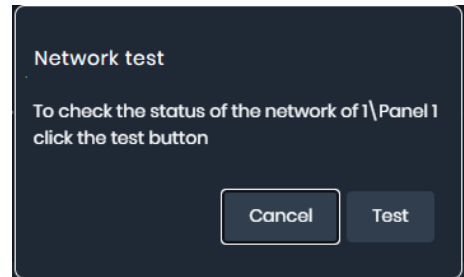 Network test
To check the status of the network of 1\Panel 1
click the test button
Cancel Test